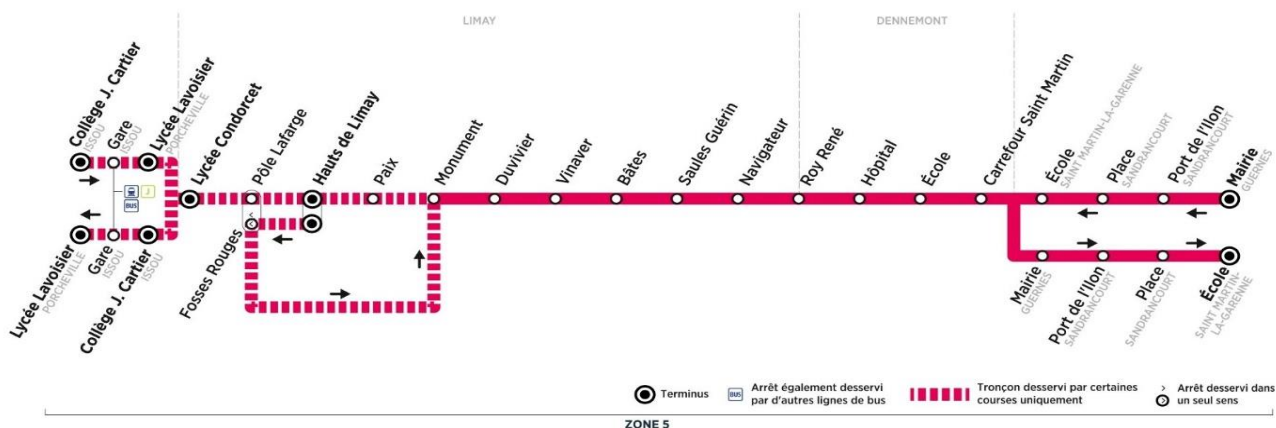 LIMAY
DENNEMONT
Collège J. Cartier
ISSOU
Gare
ISSOU
Lycée Lavoisier
PORCHEVILLE
Lycée Condorcet
Pôle Lafarge
Hauts de Limay
Paix
Monument
Duvivier
Vinaver
Bâtes
Saules Guérin
Navigateur
Roy René
Hôpital
École
Carrefour Saint Martin
École
SAINT MARTIN-LA-GARENNE
Place
SANDRANCOURT
Port de l'Ilon
SANDRANCOURT
Mairie
GUERNES
J
BUS
Lycée Lavoisier
PORCHEVILLE
Gare
ISSOU
Collège J. Cartier
ISSOU
Fosses Rouges
Mairie
GUERNES
Port de l'Ilon
SANDRANCOURT
Place
SANDRANCOURT
École
SAINT MARTIN-
LA-GARENNE
Terminus
BUS
Arrêt également desservi
par d'autres lignes de bus
Tronçon desservi par certaines
courses uniquement
Arrêt desservi dans
un seul sens
ZONE 5